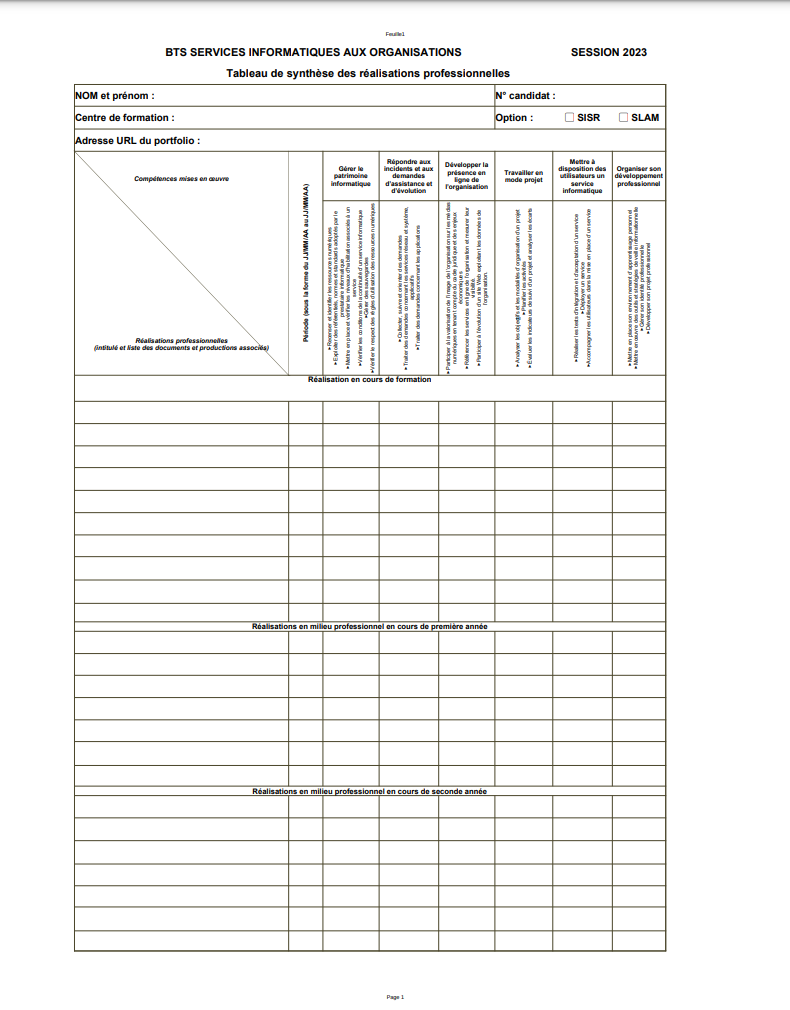 Feuille1
BTS SERVICES INFORMATIQUES AUX ORGANISATIONS SESSION 2023
Tableau de synthèse des réalisations professionnelles
NOM et prénom : N° candidat :
Centre de formation : Option : SISR SLAM
Adresse URL du portfolio :
Compétences mises en œuvre
Réalisations professionnelles
(intitulé et liste des documents et productions associés)
Période (sous la forme du JJ/MM/AA au JJ/MM/AA)
Gérer le
patrimoine
informatique
Répondre aux
incidents et aux
demandes
d'assistance et
d'évolution
Développer la
présence en
ligne de
l'organisation
Travailler en
mode projet
Mettre à
disposition des
utilisateurs un
service
informatique
Organiser son
développement
professionnel
▸Recenser et identifier les ressources numériques
▸Exploiter des référentiels, normes et standards adoptés par le
prestataire informatique
▸Mettre en place et vérifier les niveaux d'habilitation associés à un
service
▸Vérifier les conditions de la continuité d'un service informatique
▸Gérer des sauvegardes
▸Vérifier le respect des règles d'utilisation des ressources numériques
▸Collecter, suivre et orienter des demandes
▸Traiter des demandes concernant les services réseau et système,
applicatifs
▸Traiter des demandes concernant les applications
▸Participer à la valorisation de l'image de l'organisation sur les médias
numériques en tenant compte du cadre juridique et des enjeux
économiques
▸Référencer les services en ligne de l'organisation et mesurer leur
visibilité.
▸Participer à l'évolution d'un site Web exploitant les données de
l'organisation.
▸Analyser les objectifs et les modalités d'organisation d'un projet
▸Planifier les activités
▸Évaluer les indicateurs de suivi d'un projet et analyser les écarts
▸Réaliser les tests d'intégration et d'acceptation d'un service
▸Déployer un service
▸Accompagner les utilisateurs dans la mise en place d'un service
▸Mettre en place son environnement d'apprentissage personnel
▸Mettre en œuvre des outils et stratégies de veille informationnelle
▸Gérer son identité professionnelle
▸Développer son projet professionnel
Réalisation en cours de formation
Réalisations en milieu professionnel en cours de première année
Réalisations en milieu professionnel en cours de seconde année
Page 1